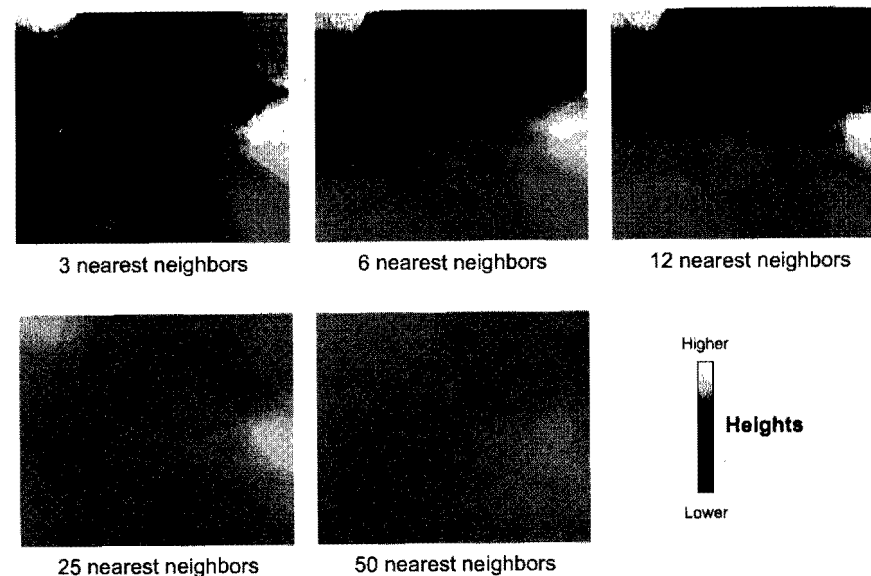 3 nearest neighbors
6 nearest neighbors
12 nearest neighbors
25 nearest neighbors
50 nearest neighbors
Higher
Heights
Lower